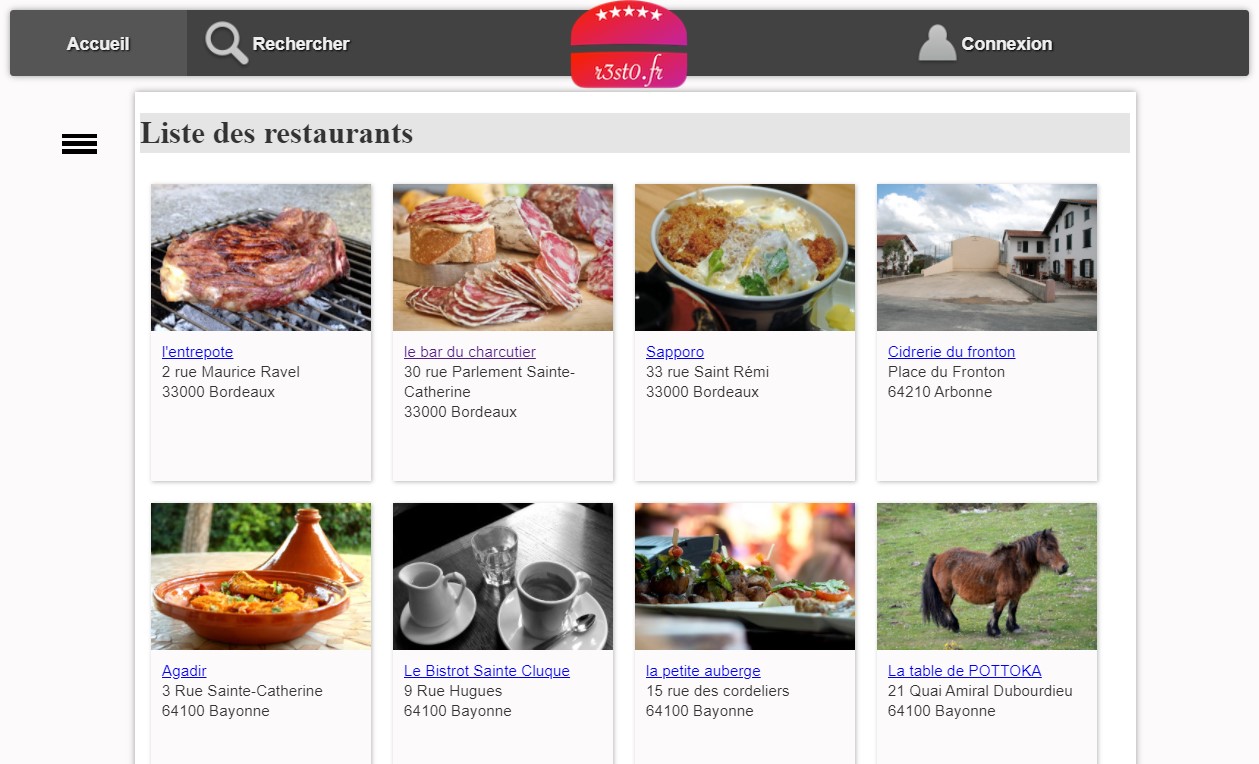 Accueil
Rechercher
r3st0.fr
Connexion
Liste des restaurants
l'entrepote
2 rue Maurice Ravel
33000 Bordeaux
le bar du charcutier
30 rue Parlement Sainte-
Catherine
33000 Bordeaux
Sapporo
33 rue Saint Rémi
33000 Bordeaux
Cidrerie du fronton
Place du Fronton
64210 Arbonne
Agadir
3 Rue Sainte-Catherine
64100 Bayonne
Le Bistrot Sainte Cluque
9 Rue Hugues
64100 Bayonne
la petite auberge
15 rue des cordeliers
64100 Bayonne
La table de POTTOKA
21 Quai Amiral Dubourdieu
64100 Bayonne